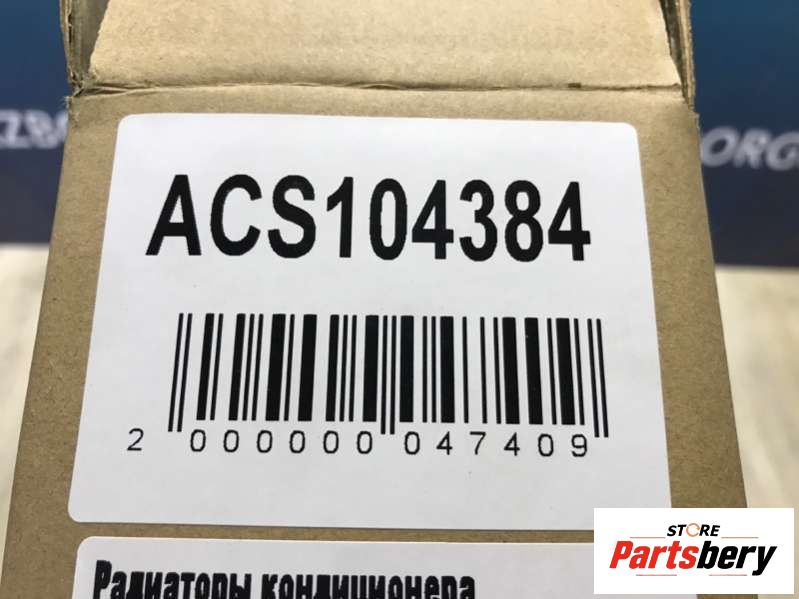 ACS104384
2 000000 047409
Радиаторы кондиционера
STORE
Partsbery